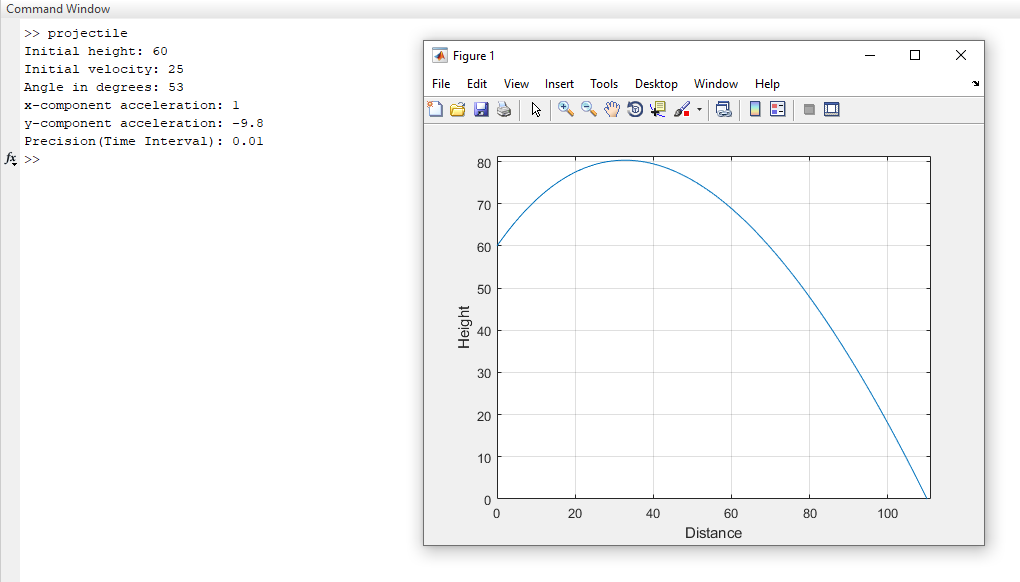 Command Window
>> projectile
Initial height: 60
Initial velocity: 25
Angle in degrees: 53
x-component acceleration: 1
y-component acceleration: -9.8
Precision(Time Interval): 0.01
fx >>
Figure 1
File Edit View Insert Tools Desktop Window Help
80
70
60
50
40
30
20
10
0
Height
0 20 40 60 80 100
Distance